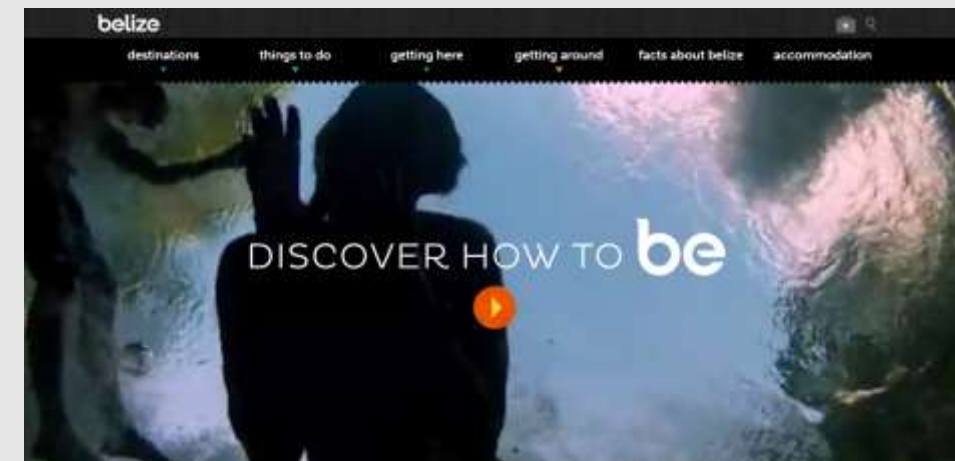 belize
destinations things to do getting here getting around facts about belize accommodation
DISCOVER HOW TO be